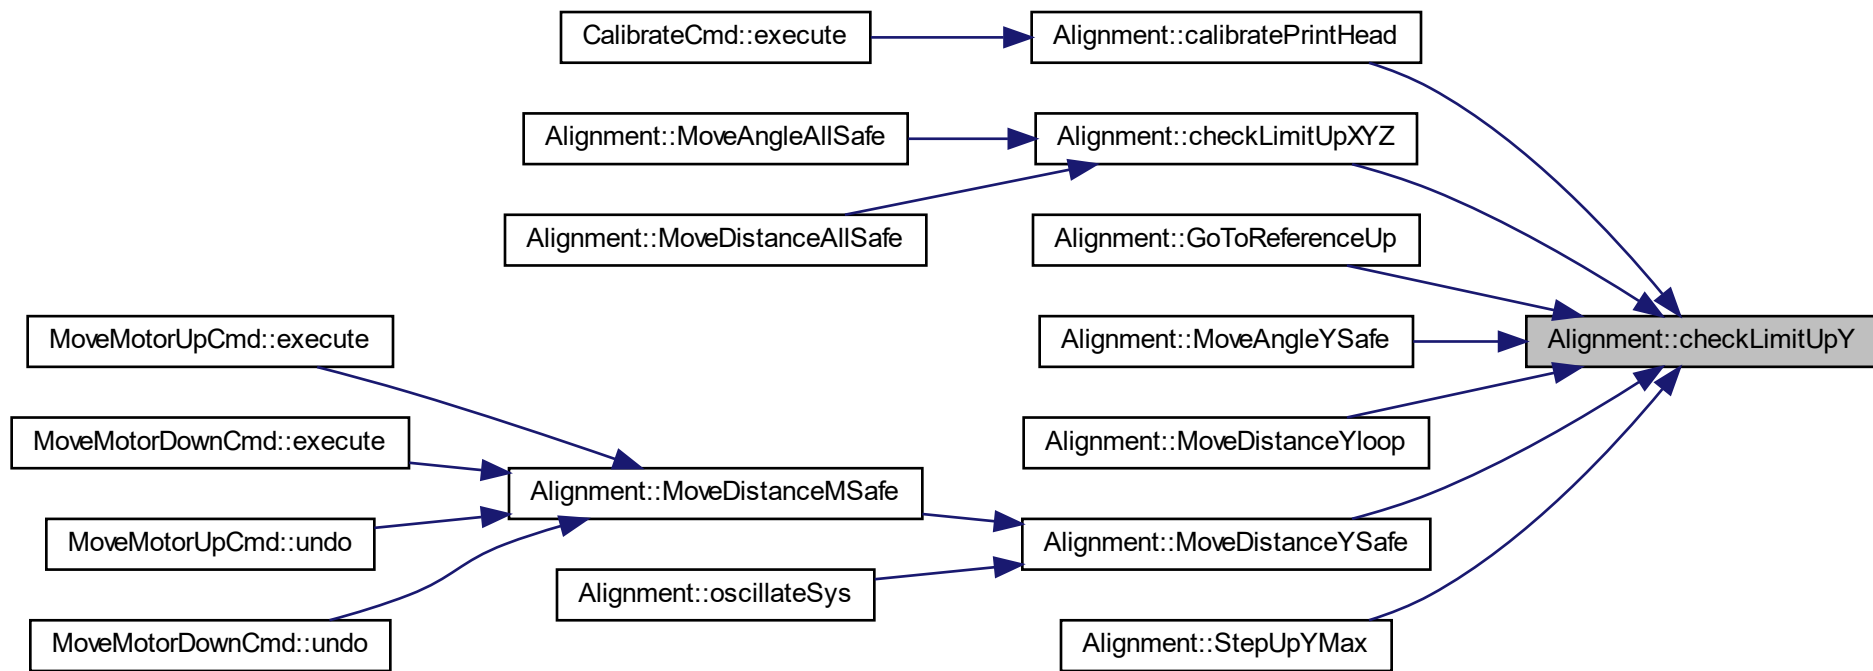 CalibrateCmd::execute
Alignment::calibratePrintHead
Alignment::MoveAngleAllSafe
Alignment::checkLimitUpXYZ
Alignment::MoveDistanceAllSafe
Alignment::GoToReferenceUp
MoveMotorUpCmd::execute
Alignment::MoveAngleYSafe
Alignment::checkLimitUpY
MoveMotorDownCmd::execute
Alignment::MoveDistanceYloop
Alignment::MoveDistanceMSafe
MoveMotorUpCmd::undo
Alignment::MoveDistanceYSafe
Alignment::oscillateSys
MoveMotorDownCmd::undo
Alignment::StepUpYMax